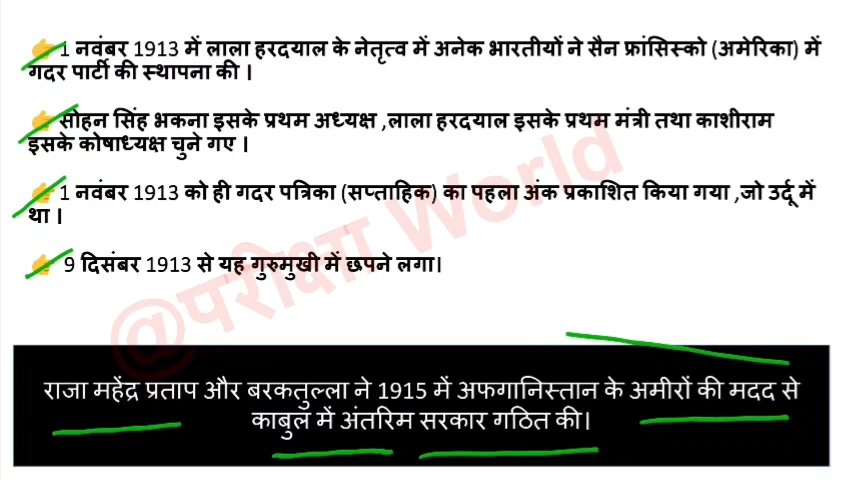 👉 1 नवंबर 1913 में लाला हरदयाल के नेतृत्व में अनेक भारतीयों ने सैन फ्रांसिस्को (अमेरिका) में
गदर पार्टी की स्थापना की ।
👉 सोहन सिंह भकना इसके प्रथम अध्यक्ष ,लाला हरदयाल इसके प्रथम मंत्री तथा काशीराम
इसके कोषाध्यक्ष चुने गए ।
👉 1 नवंबर 1913 को ही गदर पत्रिका (सप्ताहिक) का पहला अंक प्रकाशित किया गया ,जो उर्दू में
था ।
👉 9 दिसंबर 1913 से यह गुरुमुखी में छपने लगा।
@परीक्षा World
राजा महेंद्र प्रताप और बरकतुल्ला ने 1915 में अफगानिस्तान के अमीरों की मदद से
काबुल में अंतरिम सरकार गठित की।